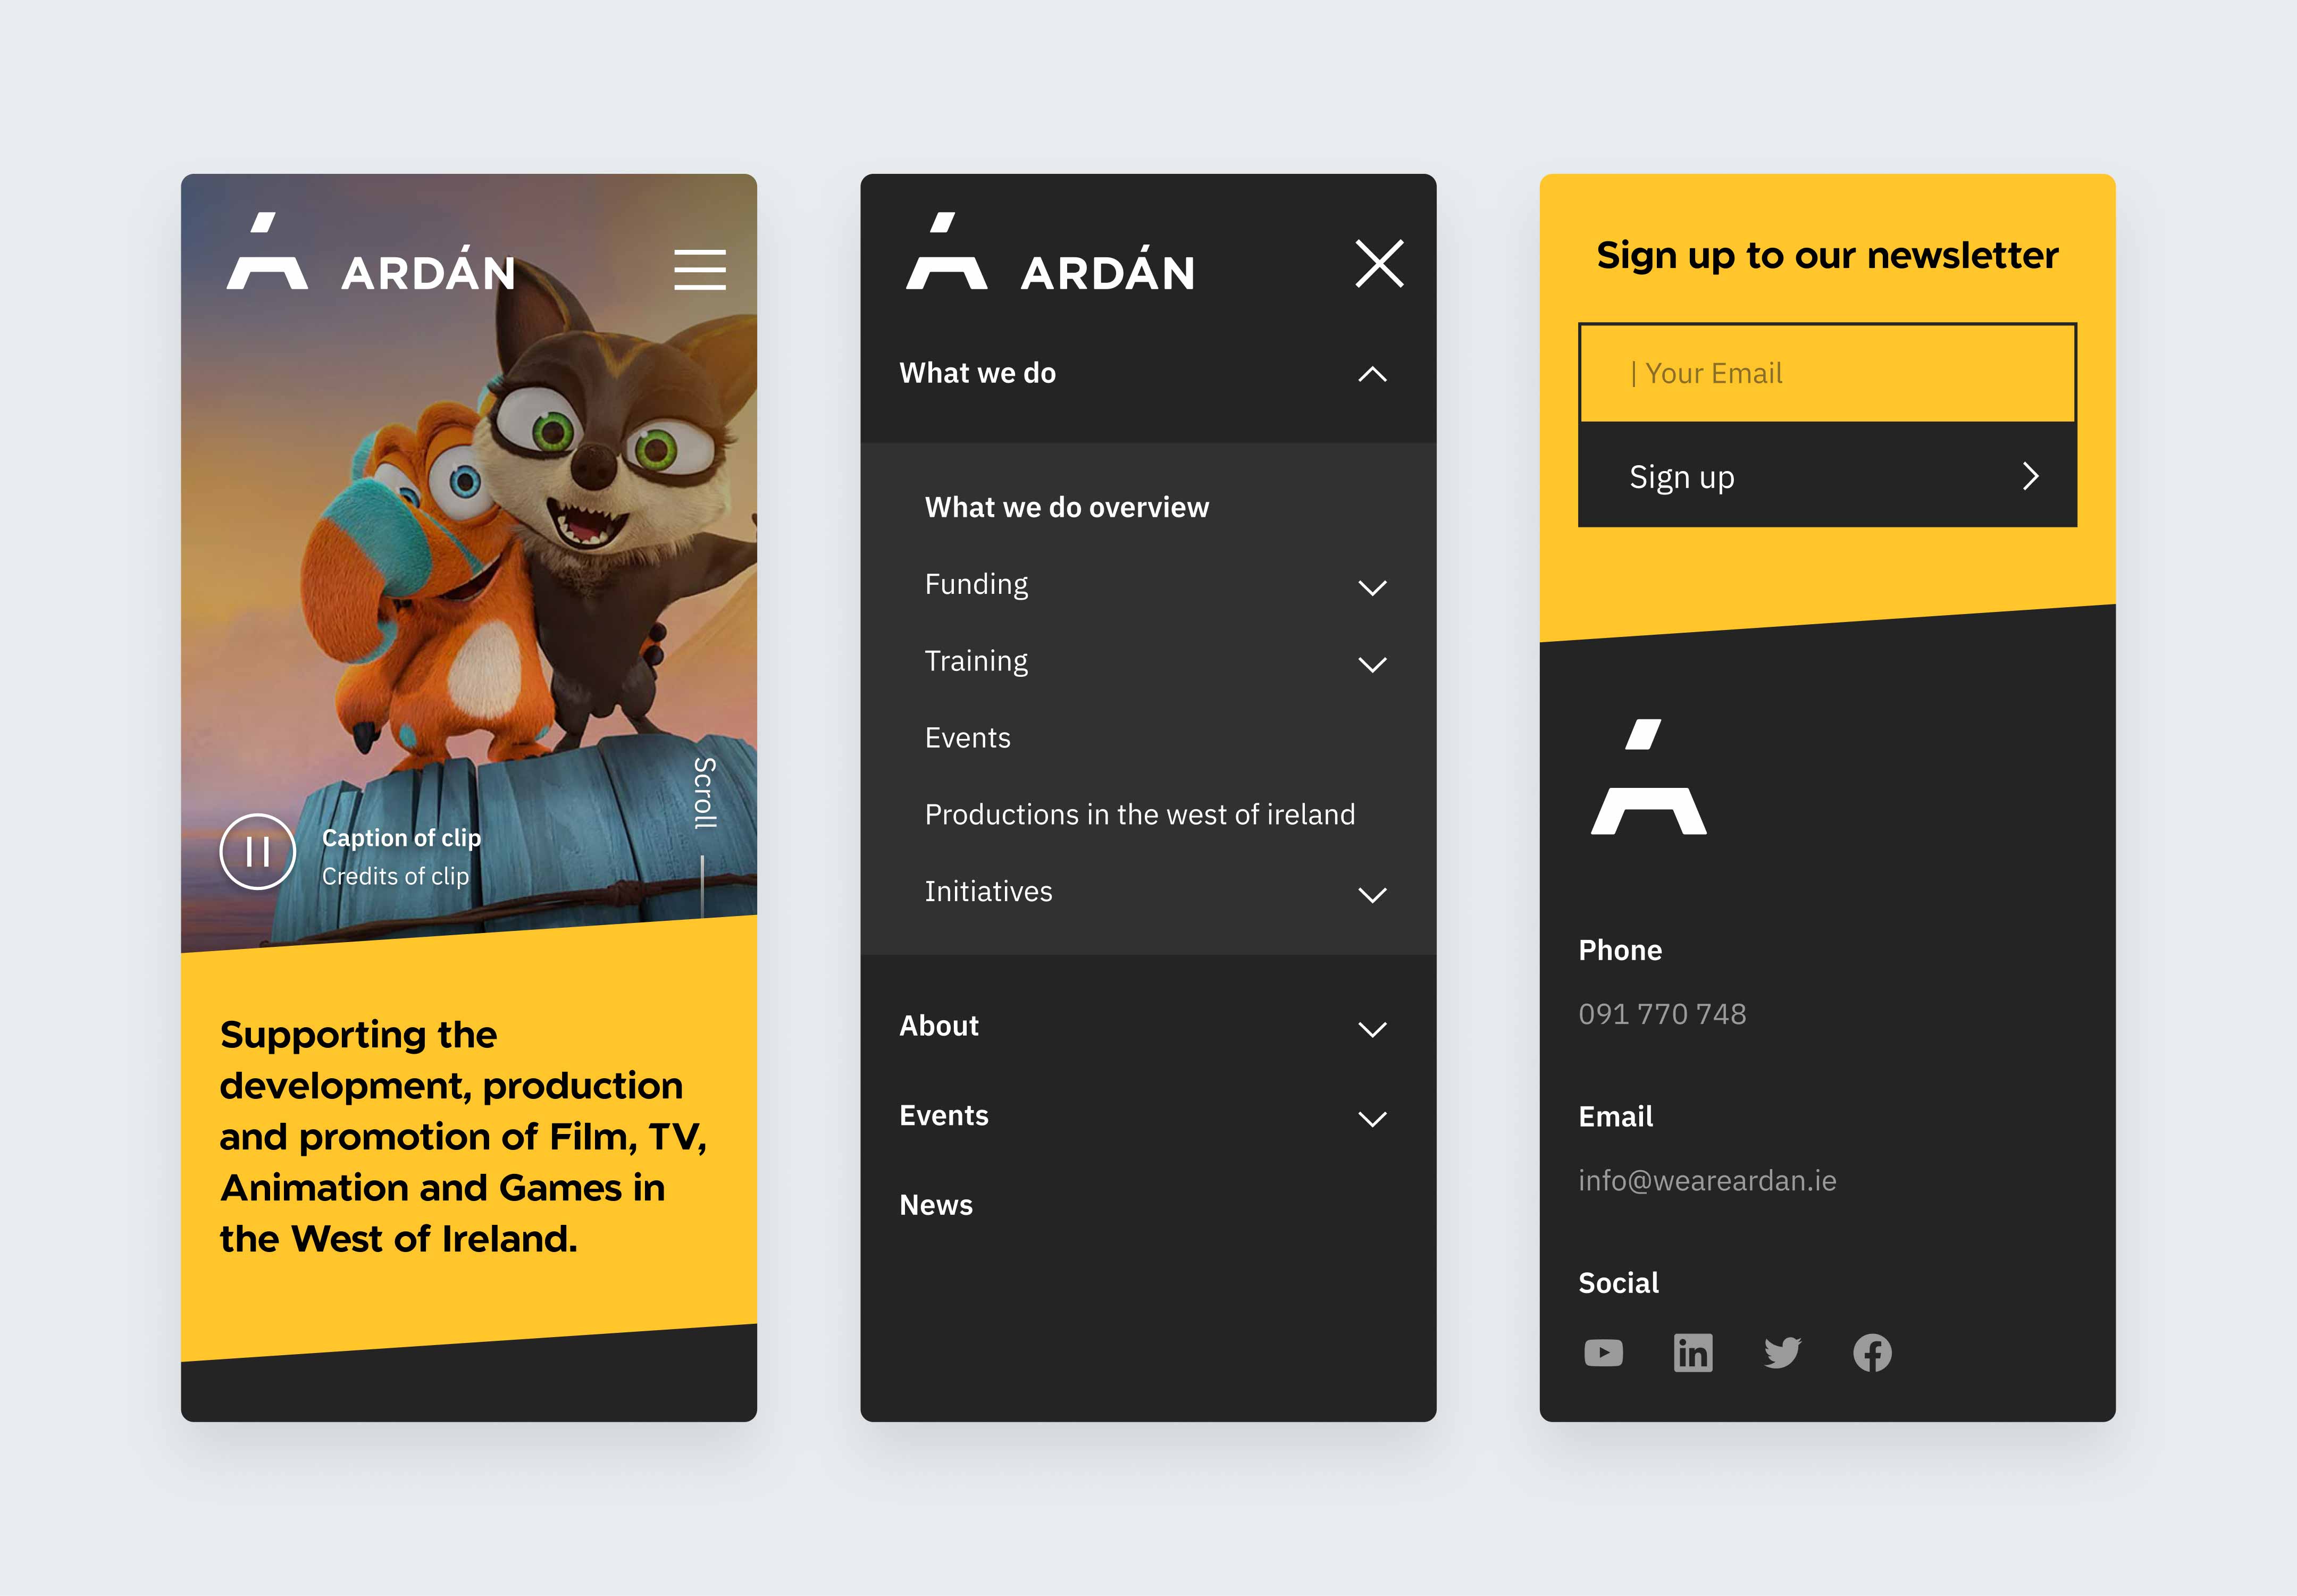 ARDÁN
Scroll
Caption of clip
Credits of clip
Supporting the
development, production
and promotion of Film, TV,
Animation and Games in
the West of Ireland.
ARDÁN
What we do
What we do overview
Funding
Training
Events
Productions in the west of ireland
Initiatives
About
Events
News
Sign up to our newsletter
| Your Email
Sign up
Phone
091 770 748
Email
info@weareardan.ie
Social
in